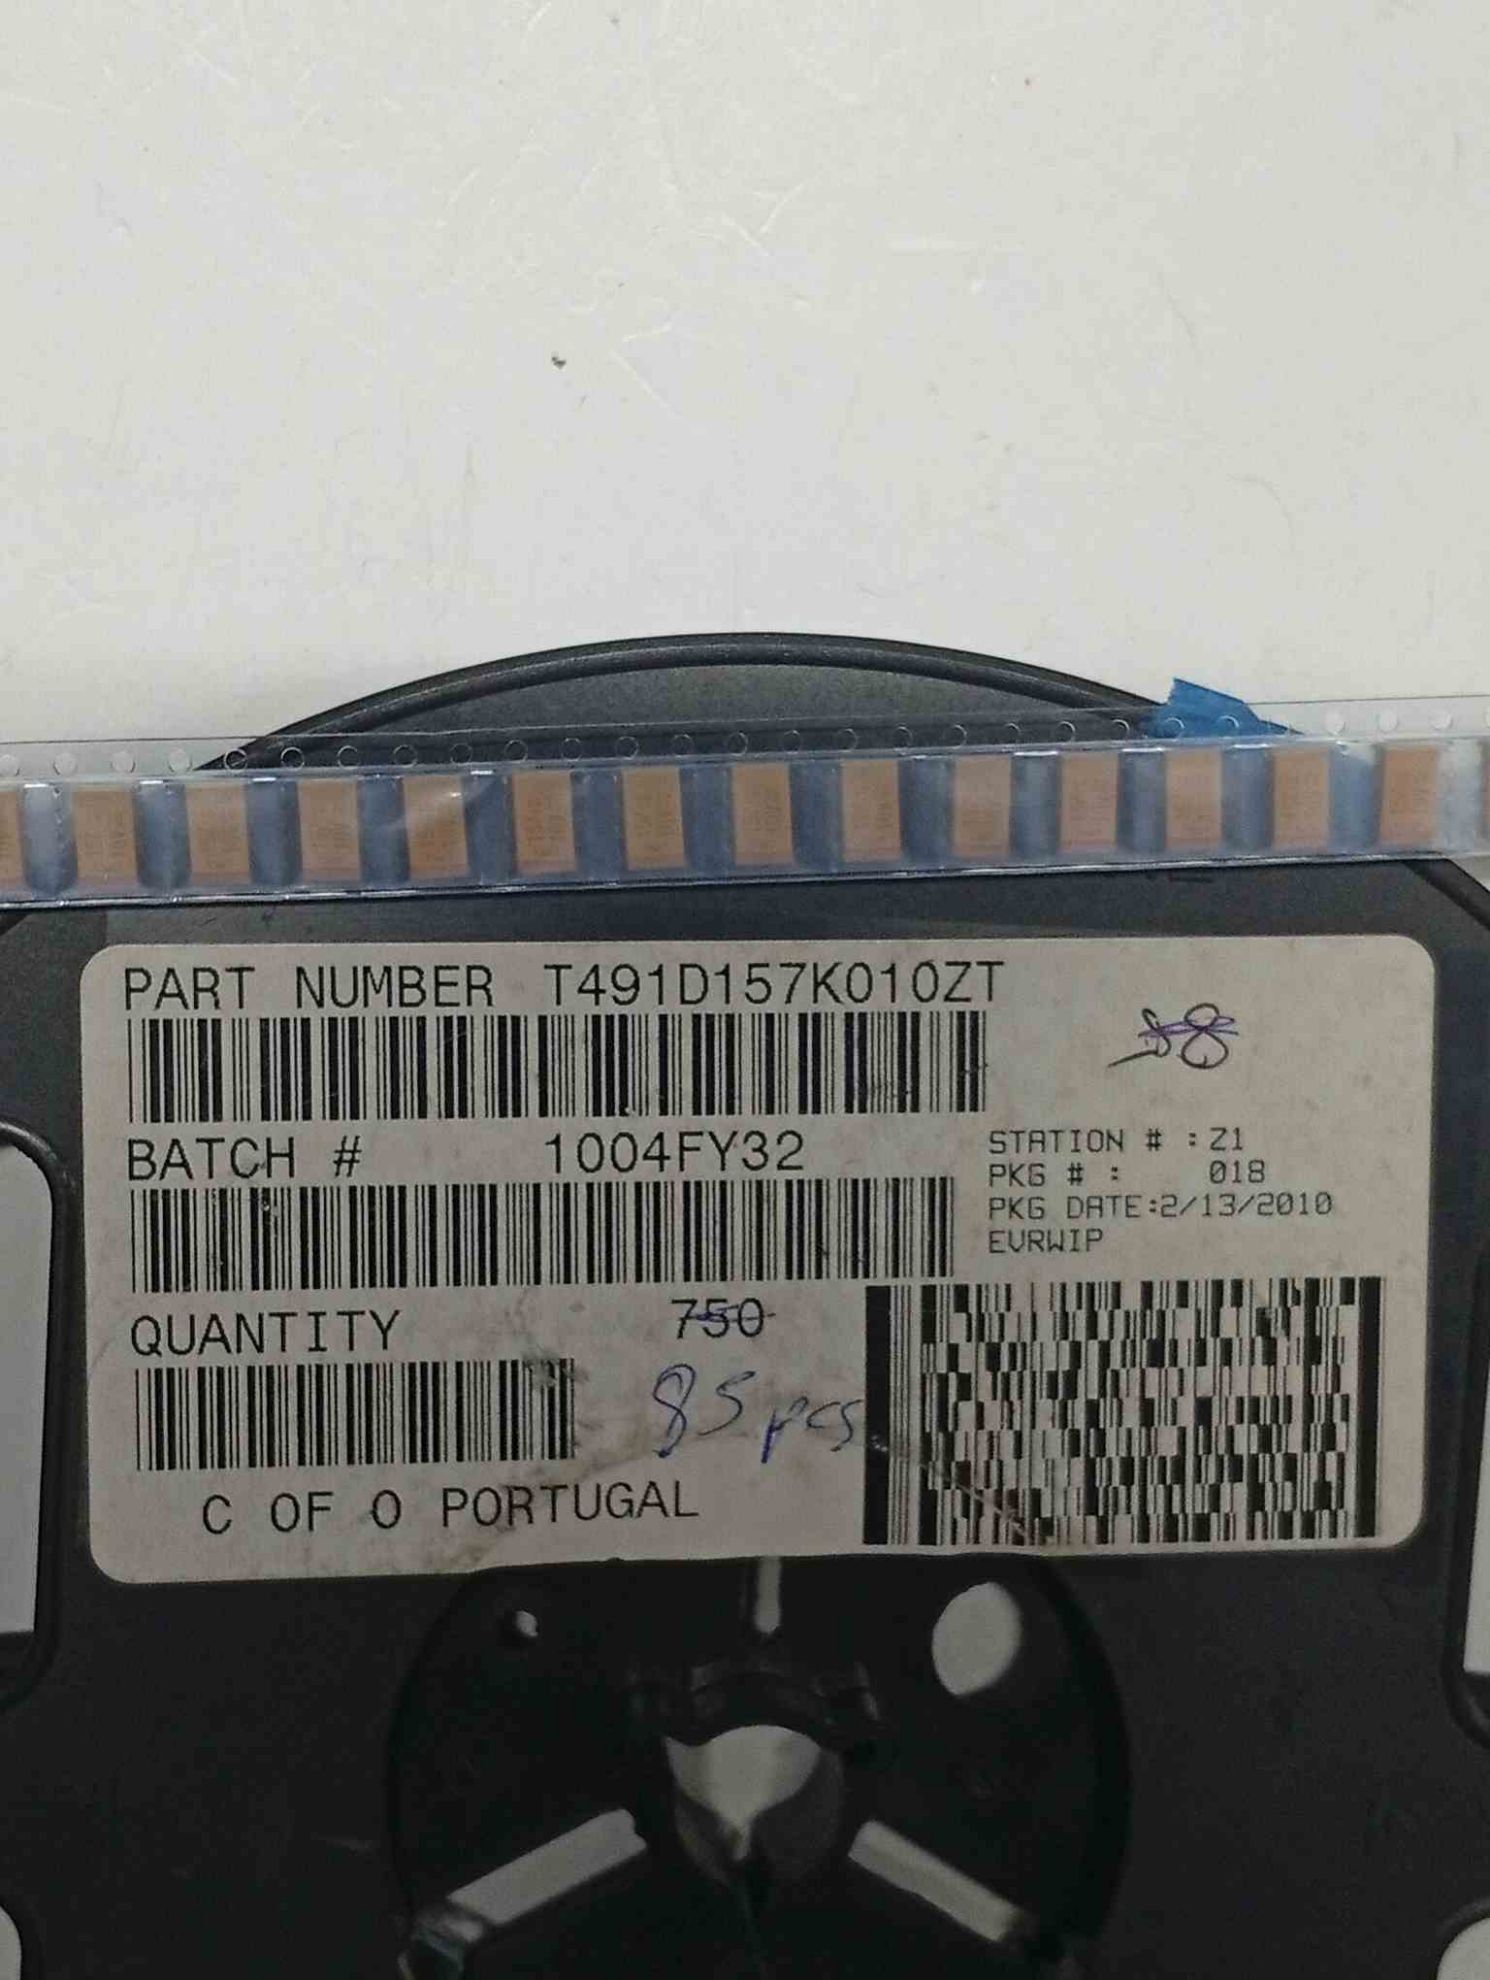 PART NUMBER T491D157K010ZT
BATCH # 1004FY32
STATION # : Z1
PKG # : 018
PKG DATE:2/13/2010
EVRWIP
QUANTITY 750
85 pcs
C OF O PORTUGAL